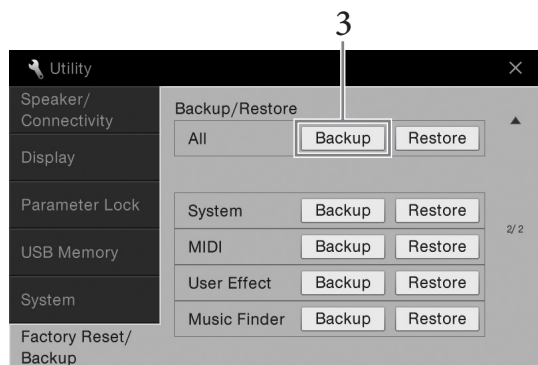 3
Utility
Speaker/
Connectivity
Display
Parameter Lock
USB Memory
System
Factory Reset/
Backup
Backup/Restore
All Backup Restore
System Backup Restore
MIDI Backup Restore
User Effect Backup Restore
Music Finder Backup Restore
2/2